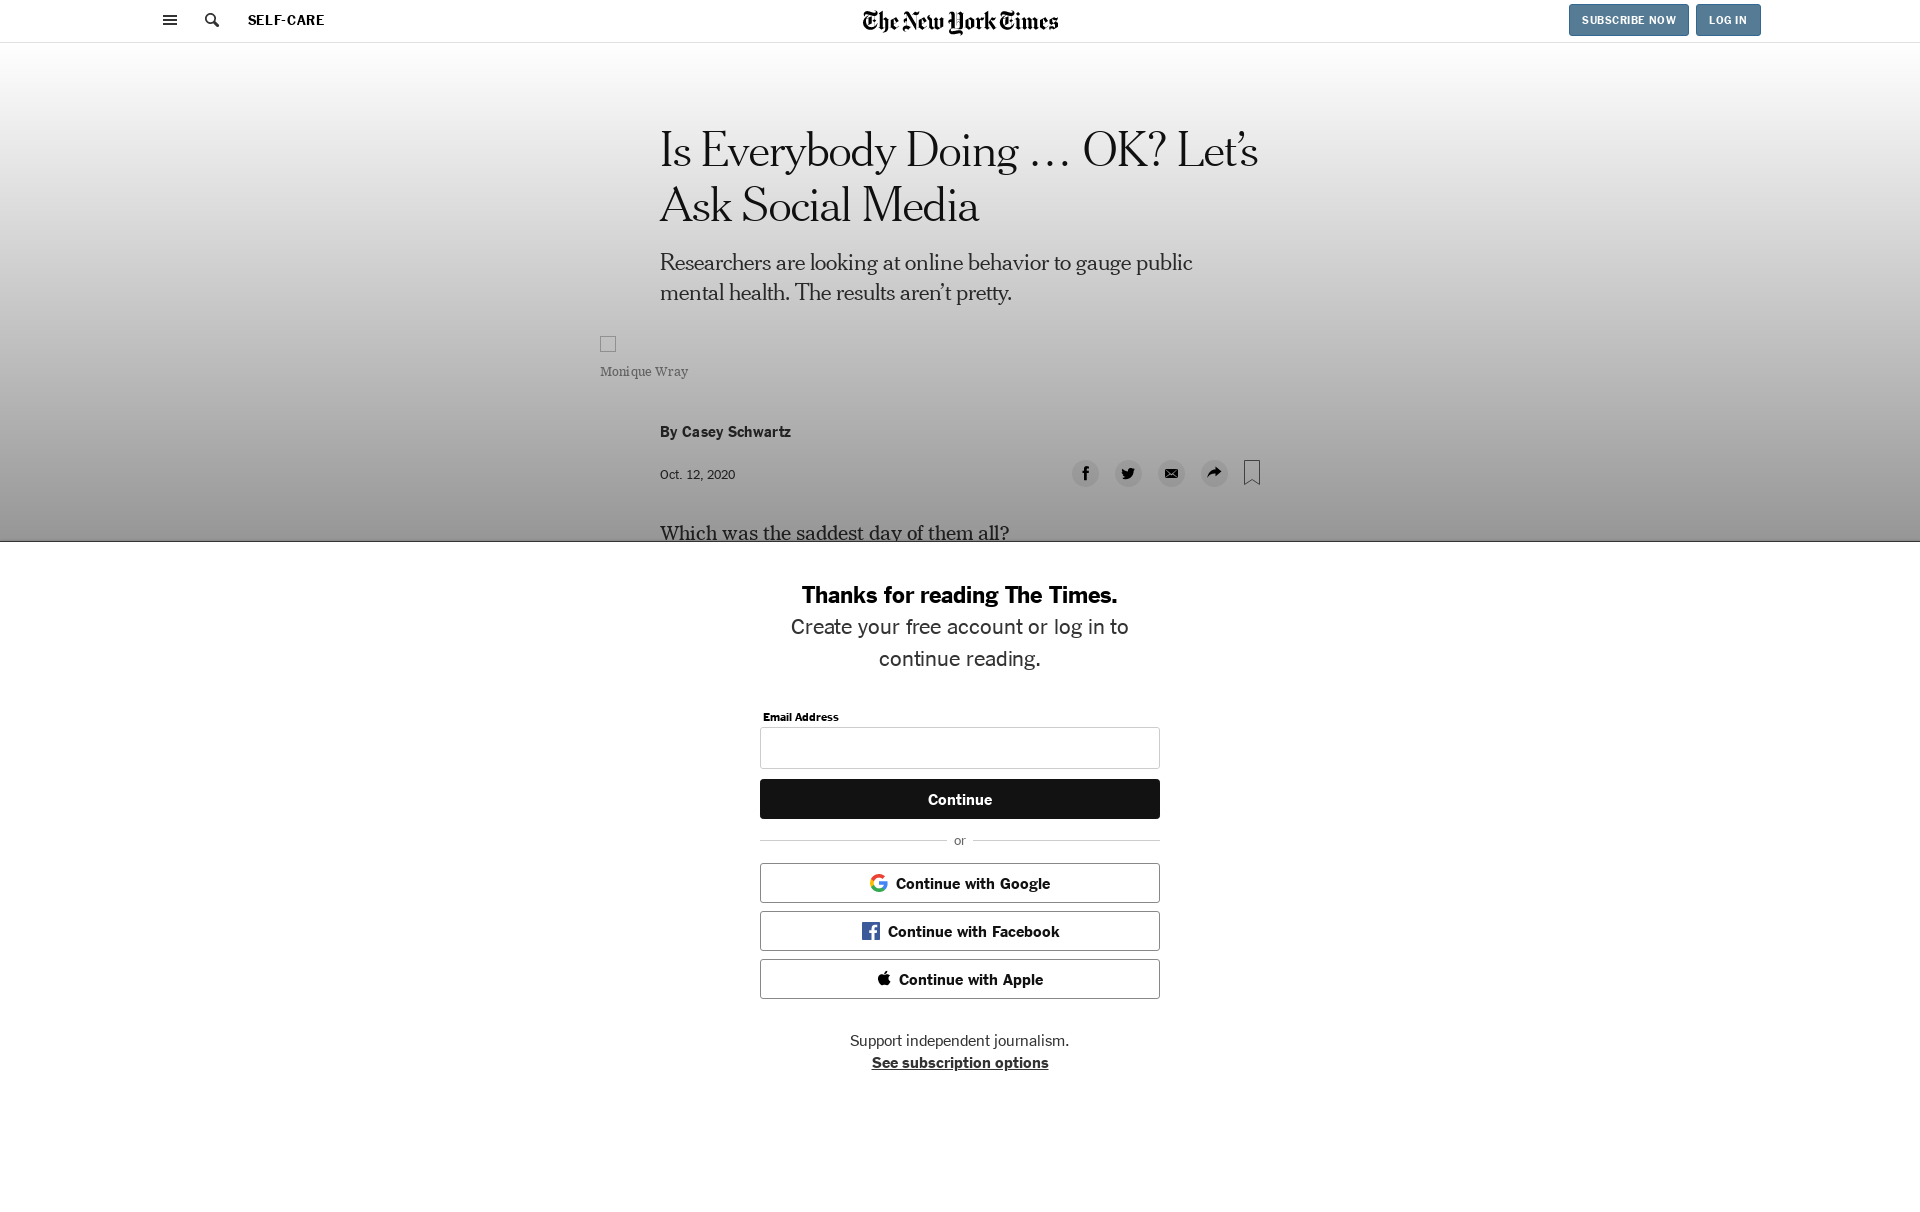 SELF-CARE
The New York Times
SUBSCRIBE NOW
LOG IN
Is Everybody Doing … OK? Let’s
Ask Social Media
Researchers are looking at online behavior to gauge public
mental health. The results aren’t pretty.
Monique Wray
By Casey Schwartz
Oct. 12, 2020
Which was the saddest day of them all?
Thanks for reading The Times.
Create your free account or log in to
continue reading.
Email Address
Continue
or
Continue with Google
Continue with Facebook
Continue with Apple
Support independent journalism.
See subscription options